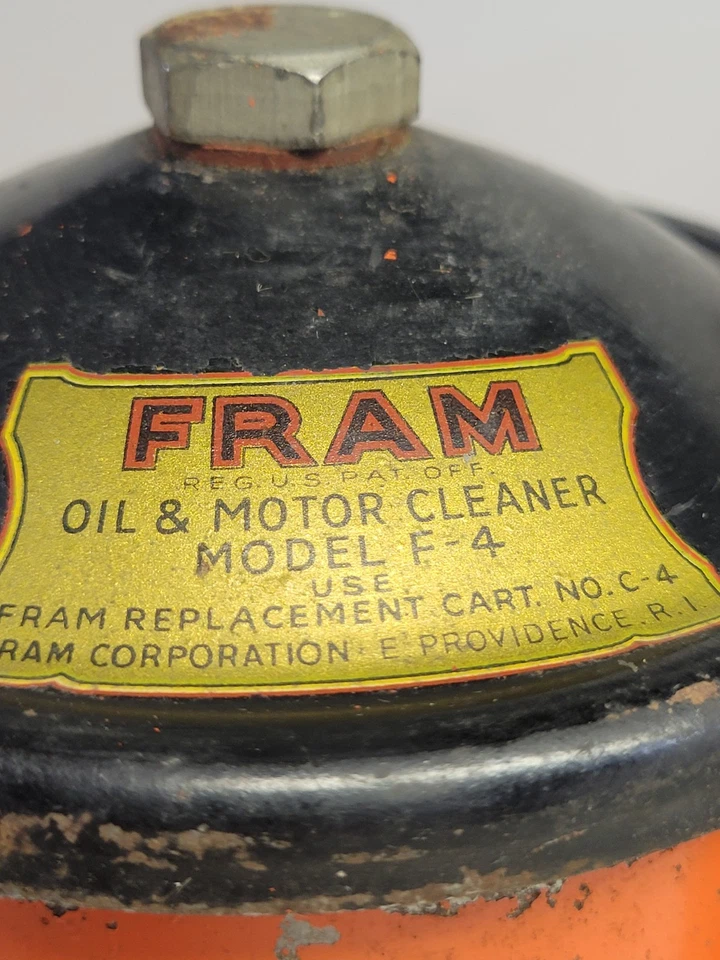 FRAM
REG. U.S. PAT. OFF.
OIL & MOTOR CLEANER
MODEL F-4
USE
FRAM REPLACEMENT CART. NO. C-4
RAM CORPORATION · E. PROVIDENCE. R. I.